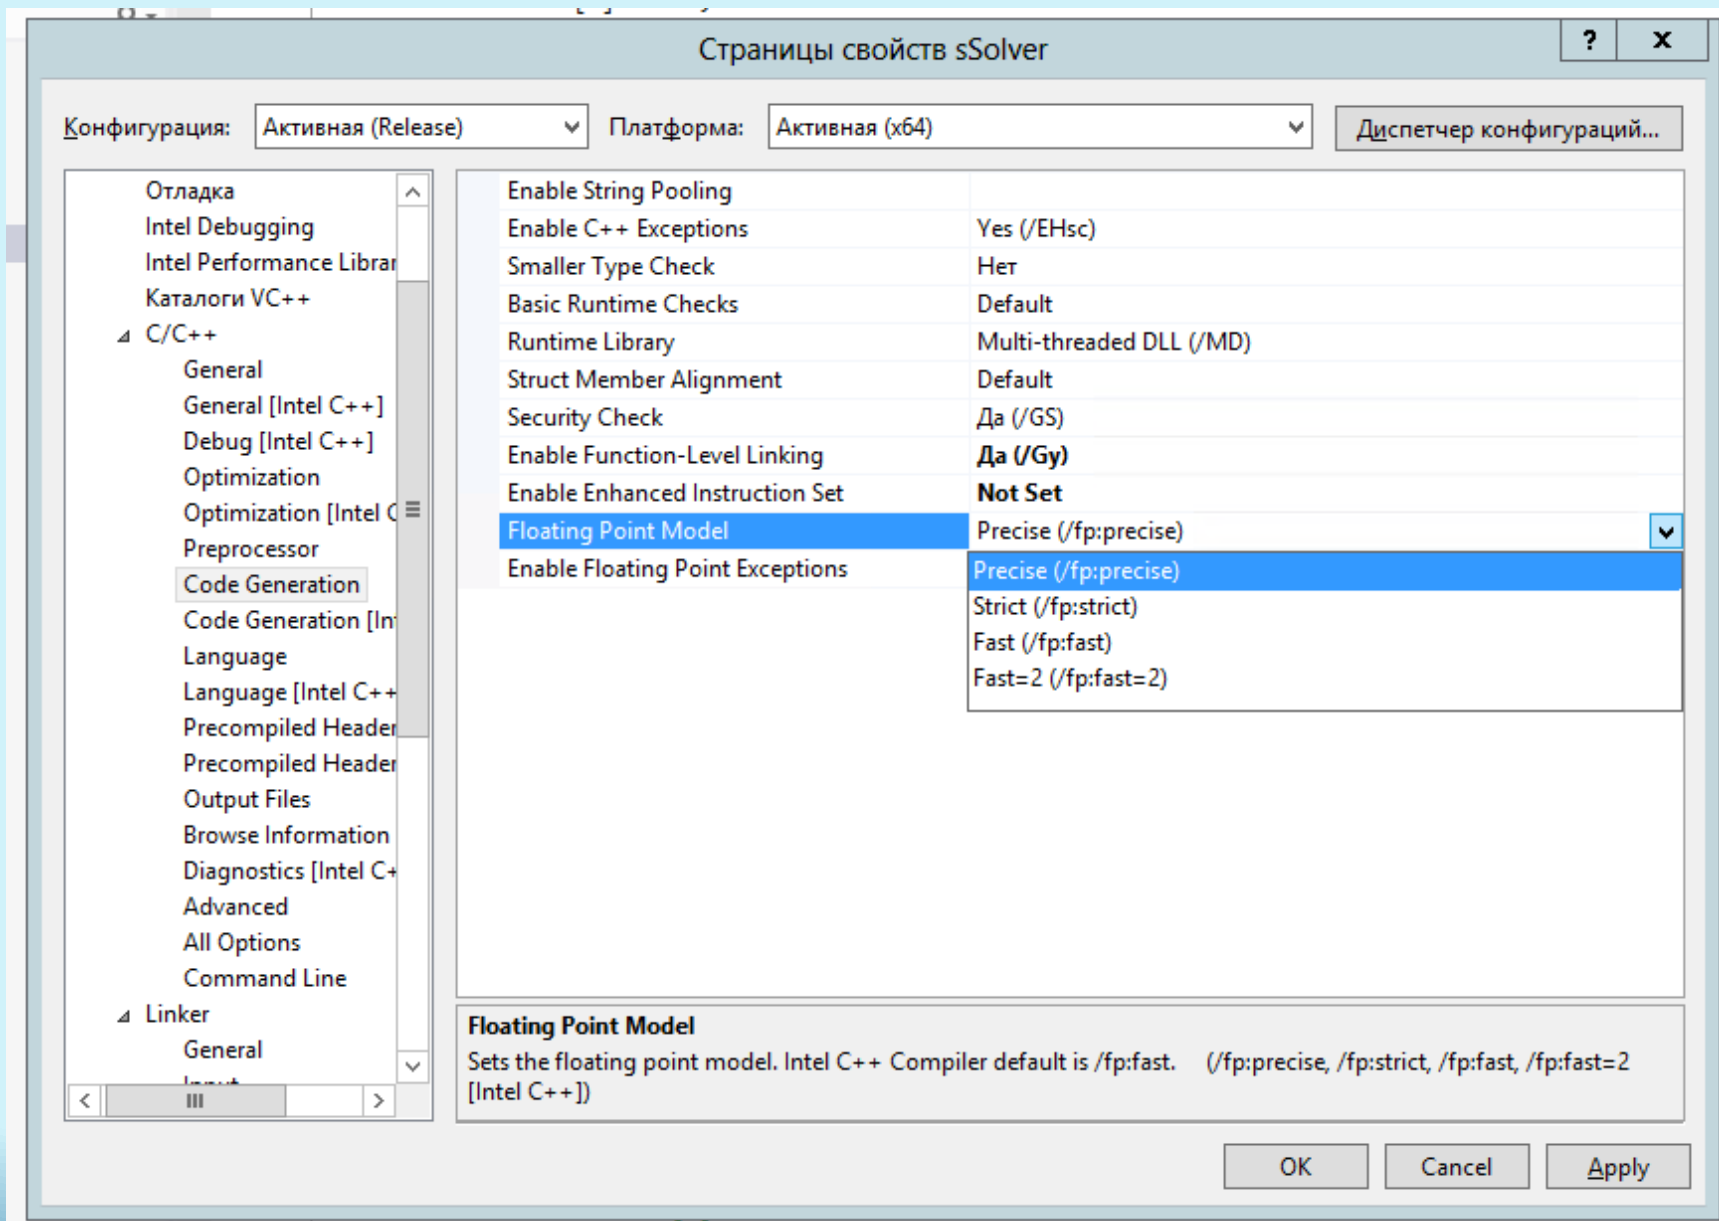 Страницы свойств sSolver
? x
Конфигурация: Активная (Release) Платформа: Активная (x64) Диспетчер конфигураций...
Отладка
Intel Debugging
Intel Performance Librar
Каталоги VC++
C/C++
General
General [Intel C++]
Debug [Intel C++]
Optimization
Optimization [Intel C
Preprocessor
Code Generation
Code Generation [Int
Language
Language [Intel C++
Precompiled Header
Precompiled Header
Output Files
Browse Information
Diagnostics [Intel C+
Advanced
All Options
Command Line
Linker
General
Enable String Pooling
Enable C++ Exceptions Yes (/EHsc)
Smaller Type Check Нет
Basic Runtime Checks Default
Runtime Library Multi-threaded DLL (/MD)
Struct Member Alignment Default
Security Check Да (/GS)
Enable Function-Level Linking Да (/Gy)
Enable Enhanced Instruction Set Not Set
Floating Point Model Precise (/fp:precise)
Enable Floating Point Exceptions
Precise (/fp:precise)
Strict (/fp:strict)
Fast (/fp:fast)
Fast=2 (/fp:fast=2)
Floating Point Model
Sets the floating point model. Intel C++ Compiler default is /fp:fast. (/fp:precise, /fp:strict, /fp:fast, /fp:fast=2
[Intel C++])
OK Cancel Apply